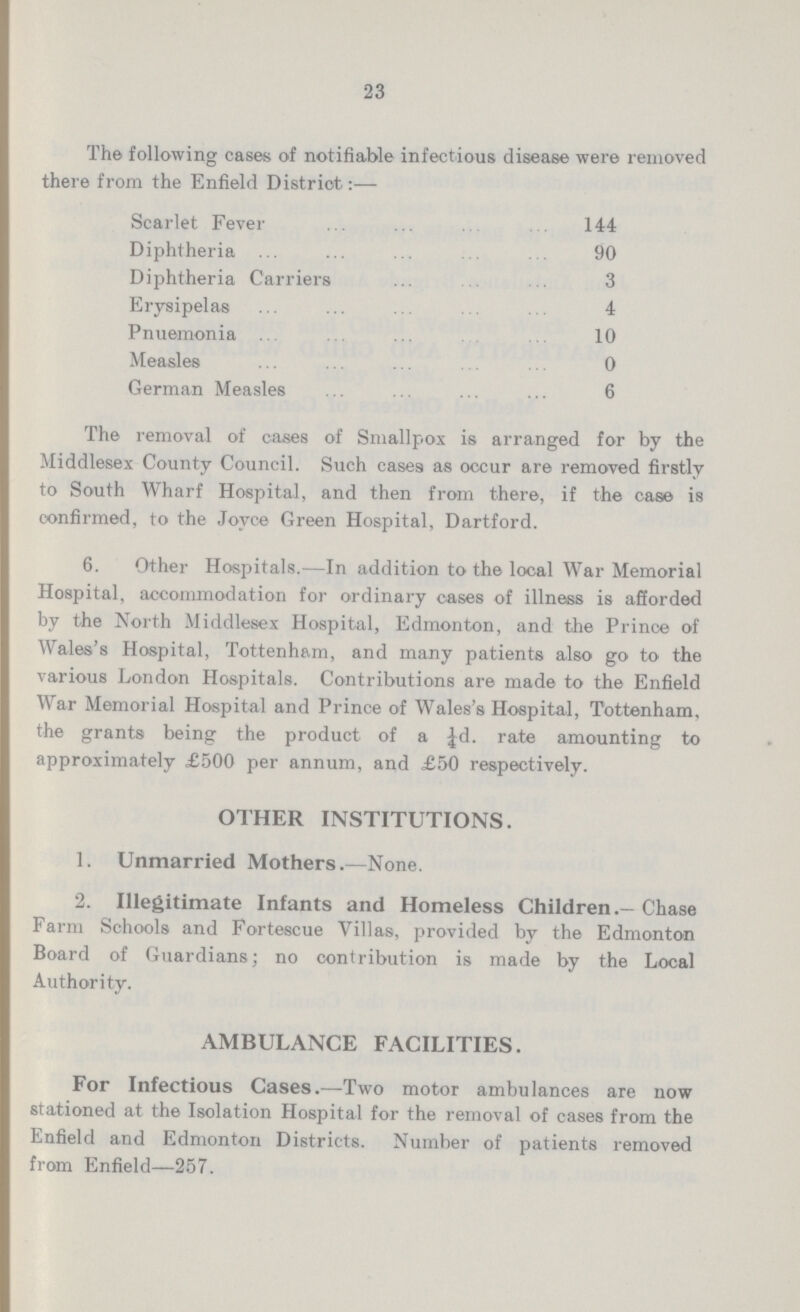 23
The following cases of notifiable infectious disease were removed
there from the Enfield District:—
Scarlet Fever ... ... ... ... 144
Diphtheria ... ... ... ... ... 90
Diphtheria Carriers ... ... ... 3
Erysipelas ... ... ... ... ... 4
Pnuemonia ... ... ... ... ... 10
Measles ... ... ... ... ... 0
German Measles ... ... ... ... 6
The removal of cases of Smallpox is arranged for by the
Middlesex County Council. Such cases as occur are removed firstly
to South Wharf Hospital, and then from there, if the case is
confirmed, to the Joyce Green Hospital, Dartford.
6. Other Hospitals.—In addition to the local War Memorial
Hospital, accommodation for ordinary cases of illness is afforded
by the North Middlesex Hospital, Edmonton, and the Prince of
Wales's Hospital, Tottenham, and many patients also go to the
various London Hospitals. Contributions are made to the Enfield
War Memorial Hospital and Prince of Wales's Hospital, Tottenham,
the grants being the product of a ¼d. rate amounting to
approximately £500 per annum, and £50 respectively.
OTHER INSTITUTIONS.
1. Unmarried Mothers.—None.
2. Illegitimate Infants and Homeless Children.—Chase
Farm Schools and Fortescue Villas, provided by the Edmonton
Board of Guardians; no contribution is made by the Local
Authority.
AMBULANCE FACILITIES.
For Infectious Cases.—Two motor ambulances are now
stationed at the Isolation Hospital for the removal of cases from the
Enfield and Edmonton Districts. Number of patients removed
from Enfield—257.